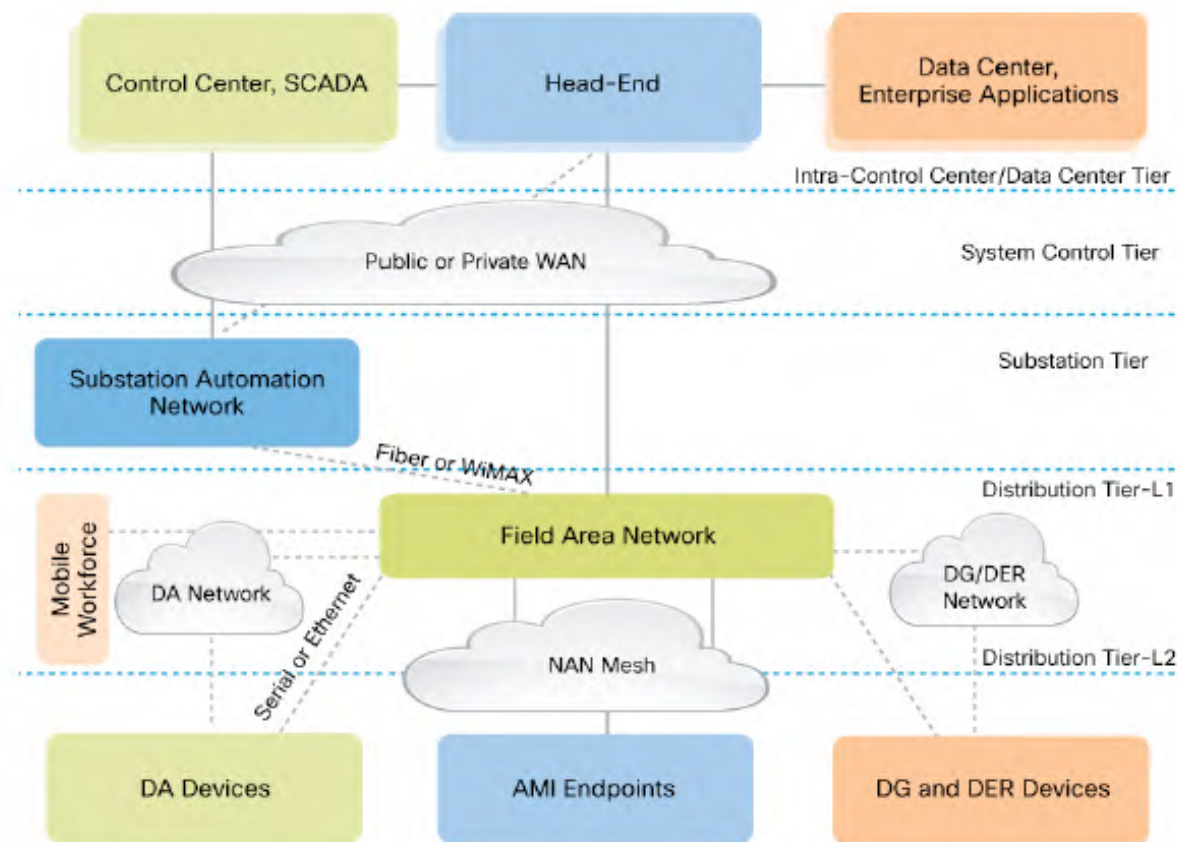 Control Center, SCADA
Head-End
Data Center,
Enterprise Applications
Intra-Control Center/Data Center Tier
Public or Private WAN
System Control Tier
Substation Automation
Network
Substation Tier
Fiber or WiMAX
Distribution Tier-L1
Mobile
Workforce
DA Network
Field Area Network
DG/DER
Network
Serial or Ethernet
NAN Mesh
Distribution Tier-L2
DA Devices
AMI Endpoints
DG and DER Devices